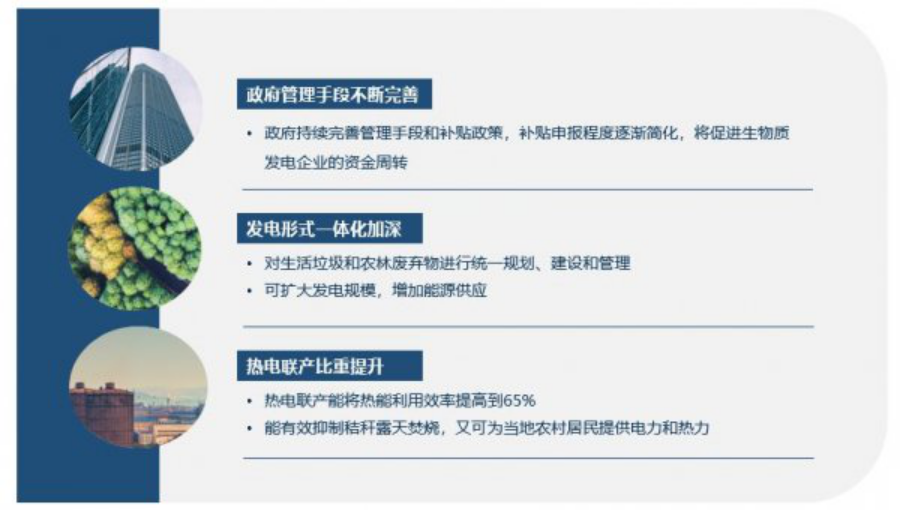 政府管理手段不断完善
• 政府持续完善管理手段和补贴政策，补贴申报程度逐渐简化，将促进生物质
发电企业的资金周转
发电形式一体化加深
• 对生活垃圾和农林废弃物进行统一规划、建设和管理
• 可扩大发电规模，增加能源供应
热电联产比重提升
• 热电联产能将热能利用效率提高到65%
• 能有效抑制秸秆露天焚烧，又可为当地农村居民提供电力和热力